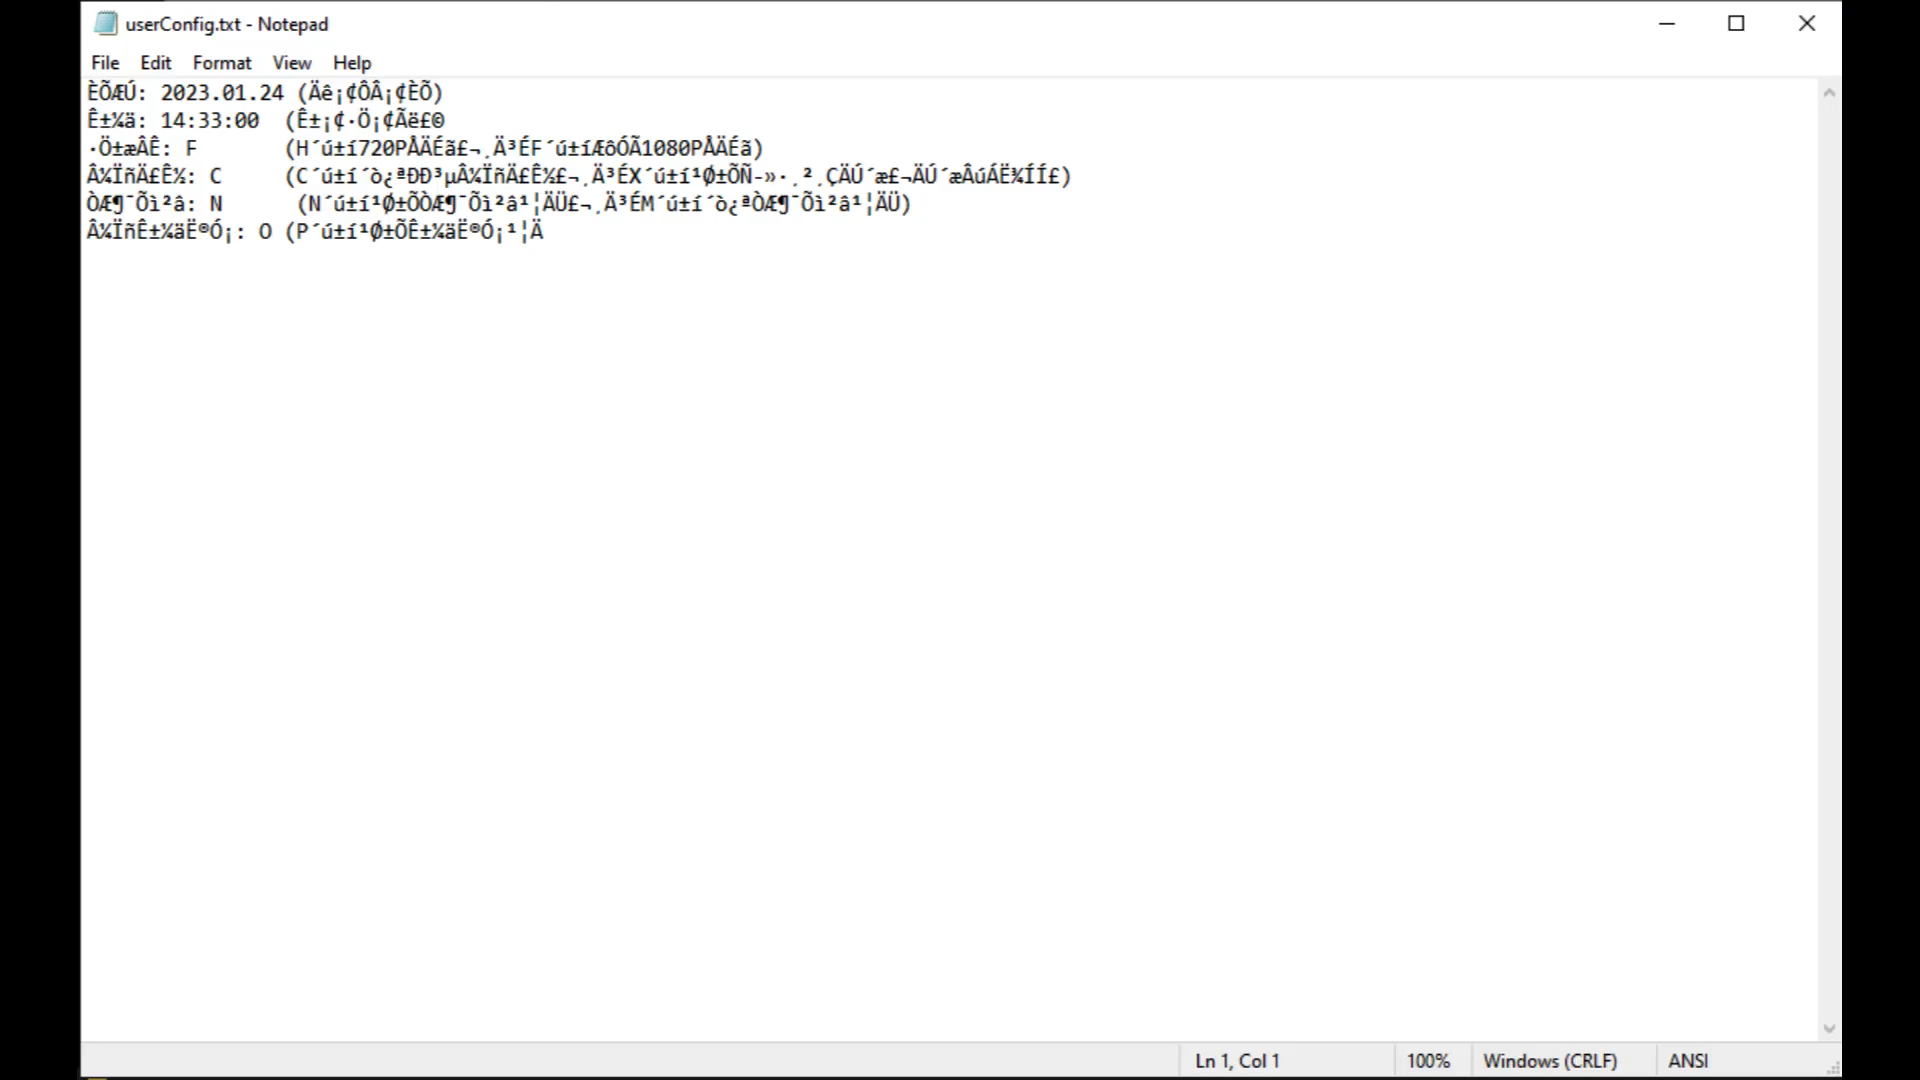 userConfig.txt - Notepad
File Edit Format View Help
ÈÕÆÚ: 2023.01.24 (Äê¡¢ÔÂ¡¢ÈÕ)
Ê±¼ä: 14:33:00  (Ê±¡¢·Ö¡¢Ãë£©
·Ö±æÂÊ: F       (H´ú±í720PÅÄÉã£¬¸Ä³ÉF´ú±íÆôÓÃ1080PÅÄÉã)
Â¼ÏñÄ£Ê½: C     (C´ú±í´ò¿ªÐÐ³µÂ¼ÏñÄ£Ê½£¬¸Ä³ÉX´ú±í¹Ø±ÕÑ-»·¸²¸ÇÄÚ´æ£¬ÄÚ´æÂúÁË¾ÍÍ£)
ÒÆ¶¯Õì²â: N      (N´ú±í¹Ø±ÕÒÆ¶¯Õì²â¹¦ÄÜ£¬¸Ä³ÉM´ú±í´ò¿ªÒÆ¶¯Õì²â¹¦ÄÜ)
Â¼ÏñÊ±¼äË®Ó¡: O (P´ú±í¹Ø±ÕÊ±¼äË®Ó¡¹¦Ä
Ln 1, Col 1 100% Windows (CRLF) ANSI